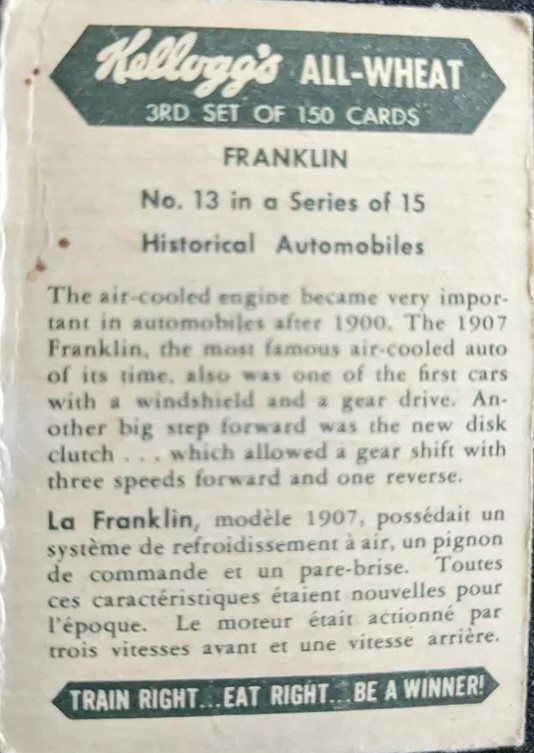 Kellogg's ALL-WHEAT
3RD SET OF 150 CARDS
FRANKLIN
No. 13 in a Series of 15
Historical Automobiles
The air-cooled engine became very impor-
tant in automobiles after 1900. The 1907
Franklin, the most famous air-cooled auto
of its time, also was one of the first cars
with a windshield and a gear drive. An-
other big step forward was the new disk
clutch . . . which allowed a gear shift with
three speeds forward and one reverse.
La Franklin, modèle 1907, possédait un
système de refroidissement à air, un pignon
de commande et un pare-brise. Toutes
ces caractéristiques étaient nouvelles pour
l'époque. Le moteur était actionné par
trois vitesses avant et une vitesse arrière.
TRAIN RIGHT...EAT RIGHT...BE A WINNER!